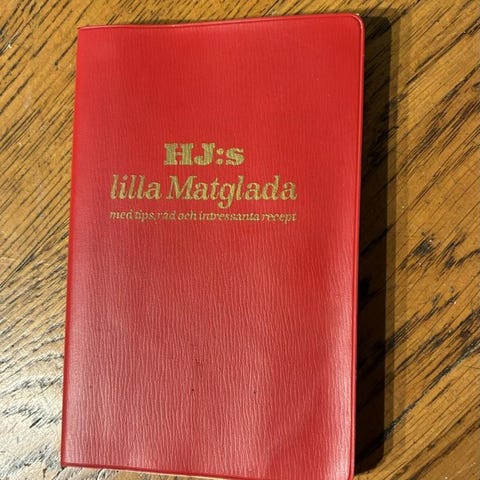 HJ:s
lilla Matglada
med tips, råd och intressanta recept